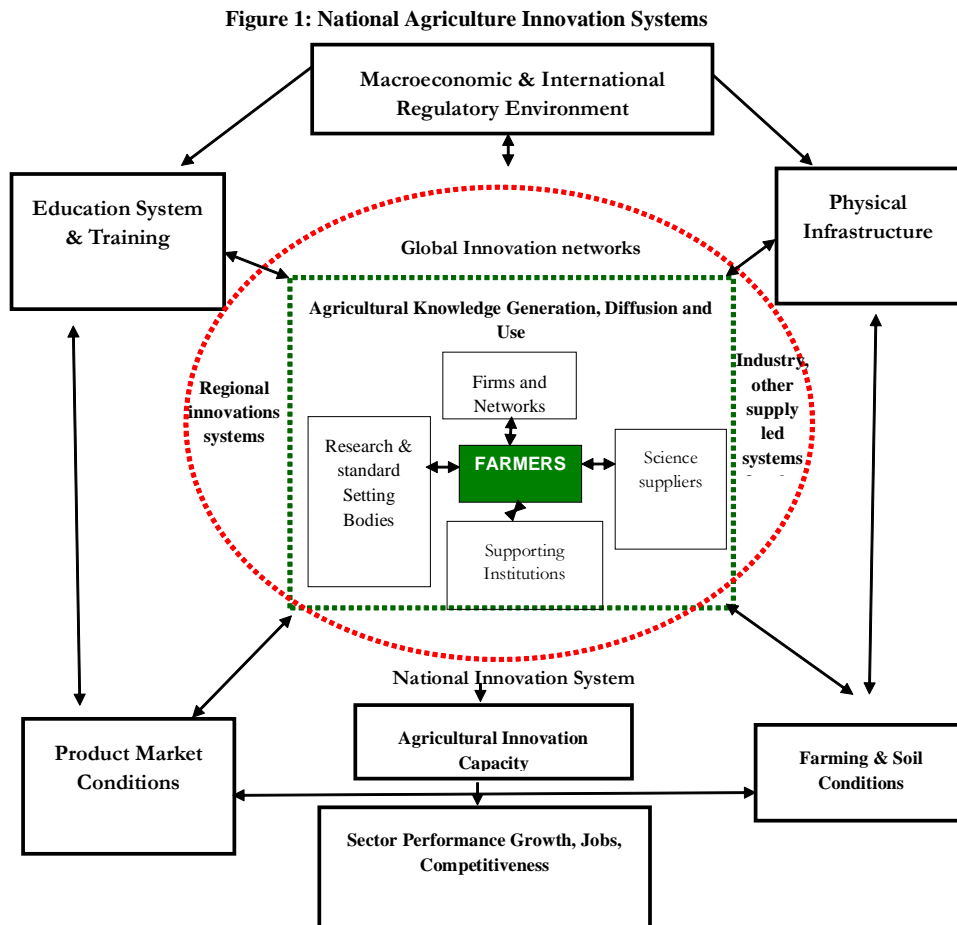 Figure 1: National Agriculture Innovation Systems
Macroeconomic & International
Regulatory Environment
Education System
& Training
Physical
Infrastructure
Global Innovation networks
Agricultural Knowledge Generation, Diffusion and
Use
Regional
innovations
systems
Industry,
other
supply
led
systems
Firms and
Networks
Research &
standard
Setting
Bodies
FARMERS
Science
suppliers
Supporting
Institutions
National Innovation System
Product Market
Conditions
Agricultural Innovation
Capacity
Farming & Soil
Conditions
Sector Performance Growth, Jobs,
Competitiveness